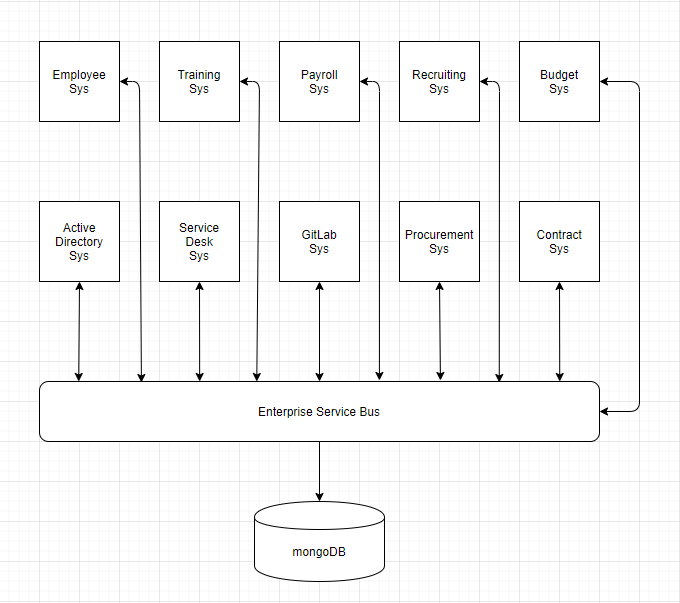 Employee
Sys
Training
Sys
Payroll
Sys
Recruiting
Sys
Budget
Sys
Active
Directory
Sys
Service
Desk
Sys
GitLab
Sys
Procurement
Sys
Contract
Sys
Enterprise Service Bus
mongoDB